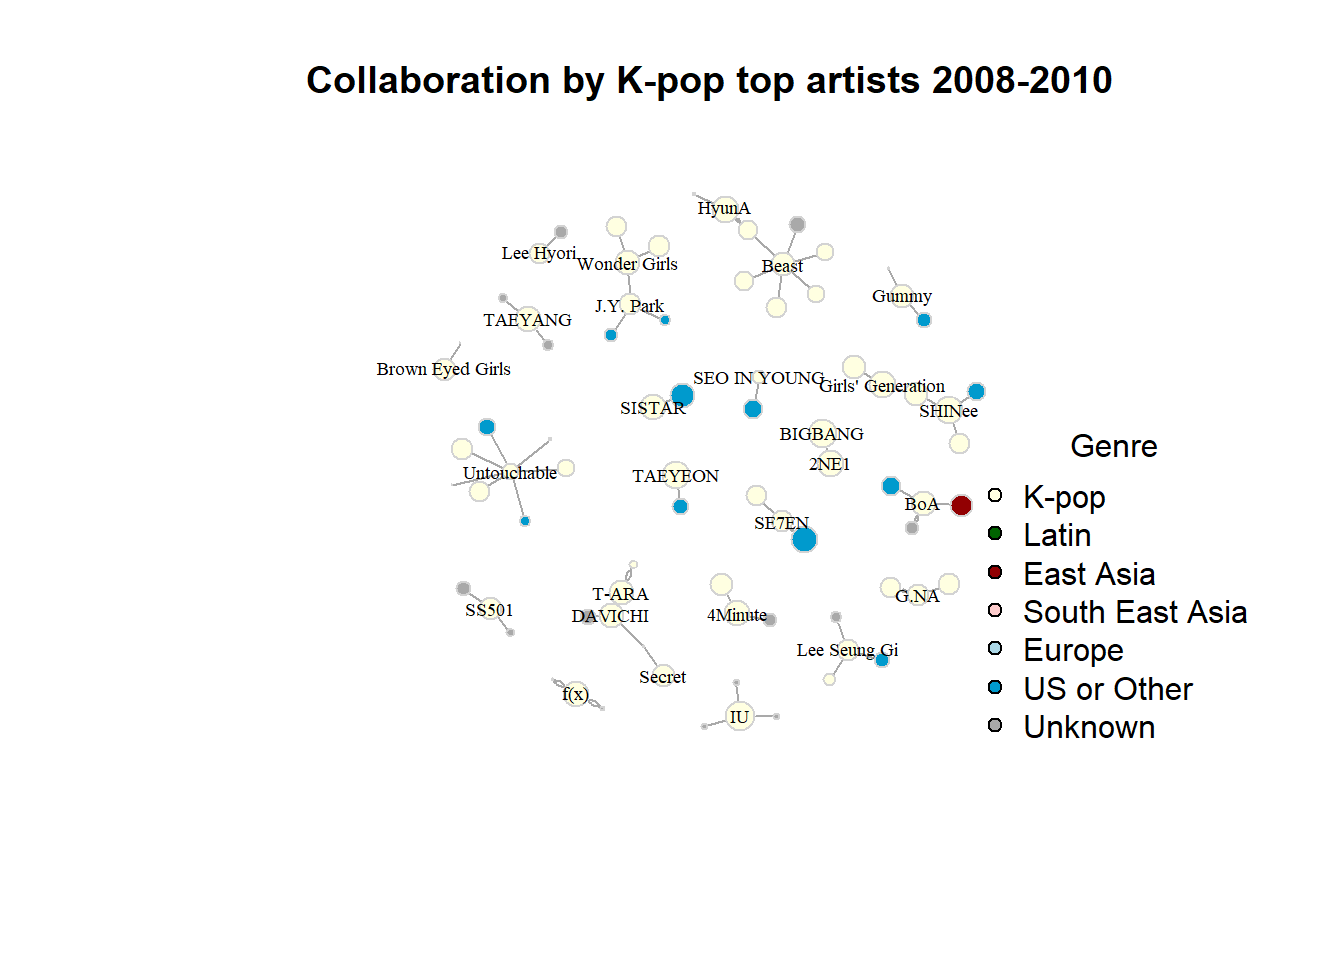 Collaboration by K-pop top artists 2008-2010
HyunA
Lee Hyori
Wonder Girls
Beast
Gummy
J.Y. Park
TAEYANG
Brown Eyed Girls
SEO IN YOUNG
Girls' Generation
SISTAR
SHINee
BIGBANG
2NE1
Untouchable
TAEYEON
SE7EN
BoA
T-ARA
G.NA
SS501
DAVICHI
4Minute
Lee Seung Gi
Secret
f(x)
IU
Genre
K-pop
Latin
East Asia
South East Asia
Europe
US or Other
Unknown